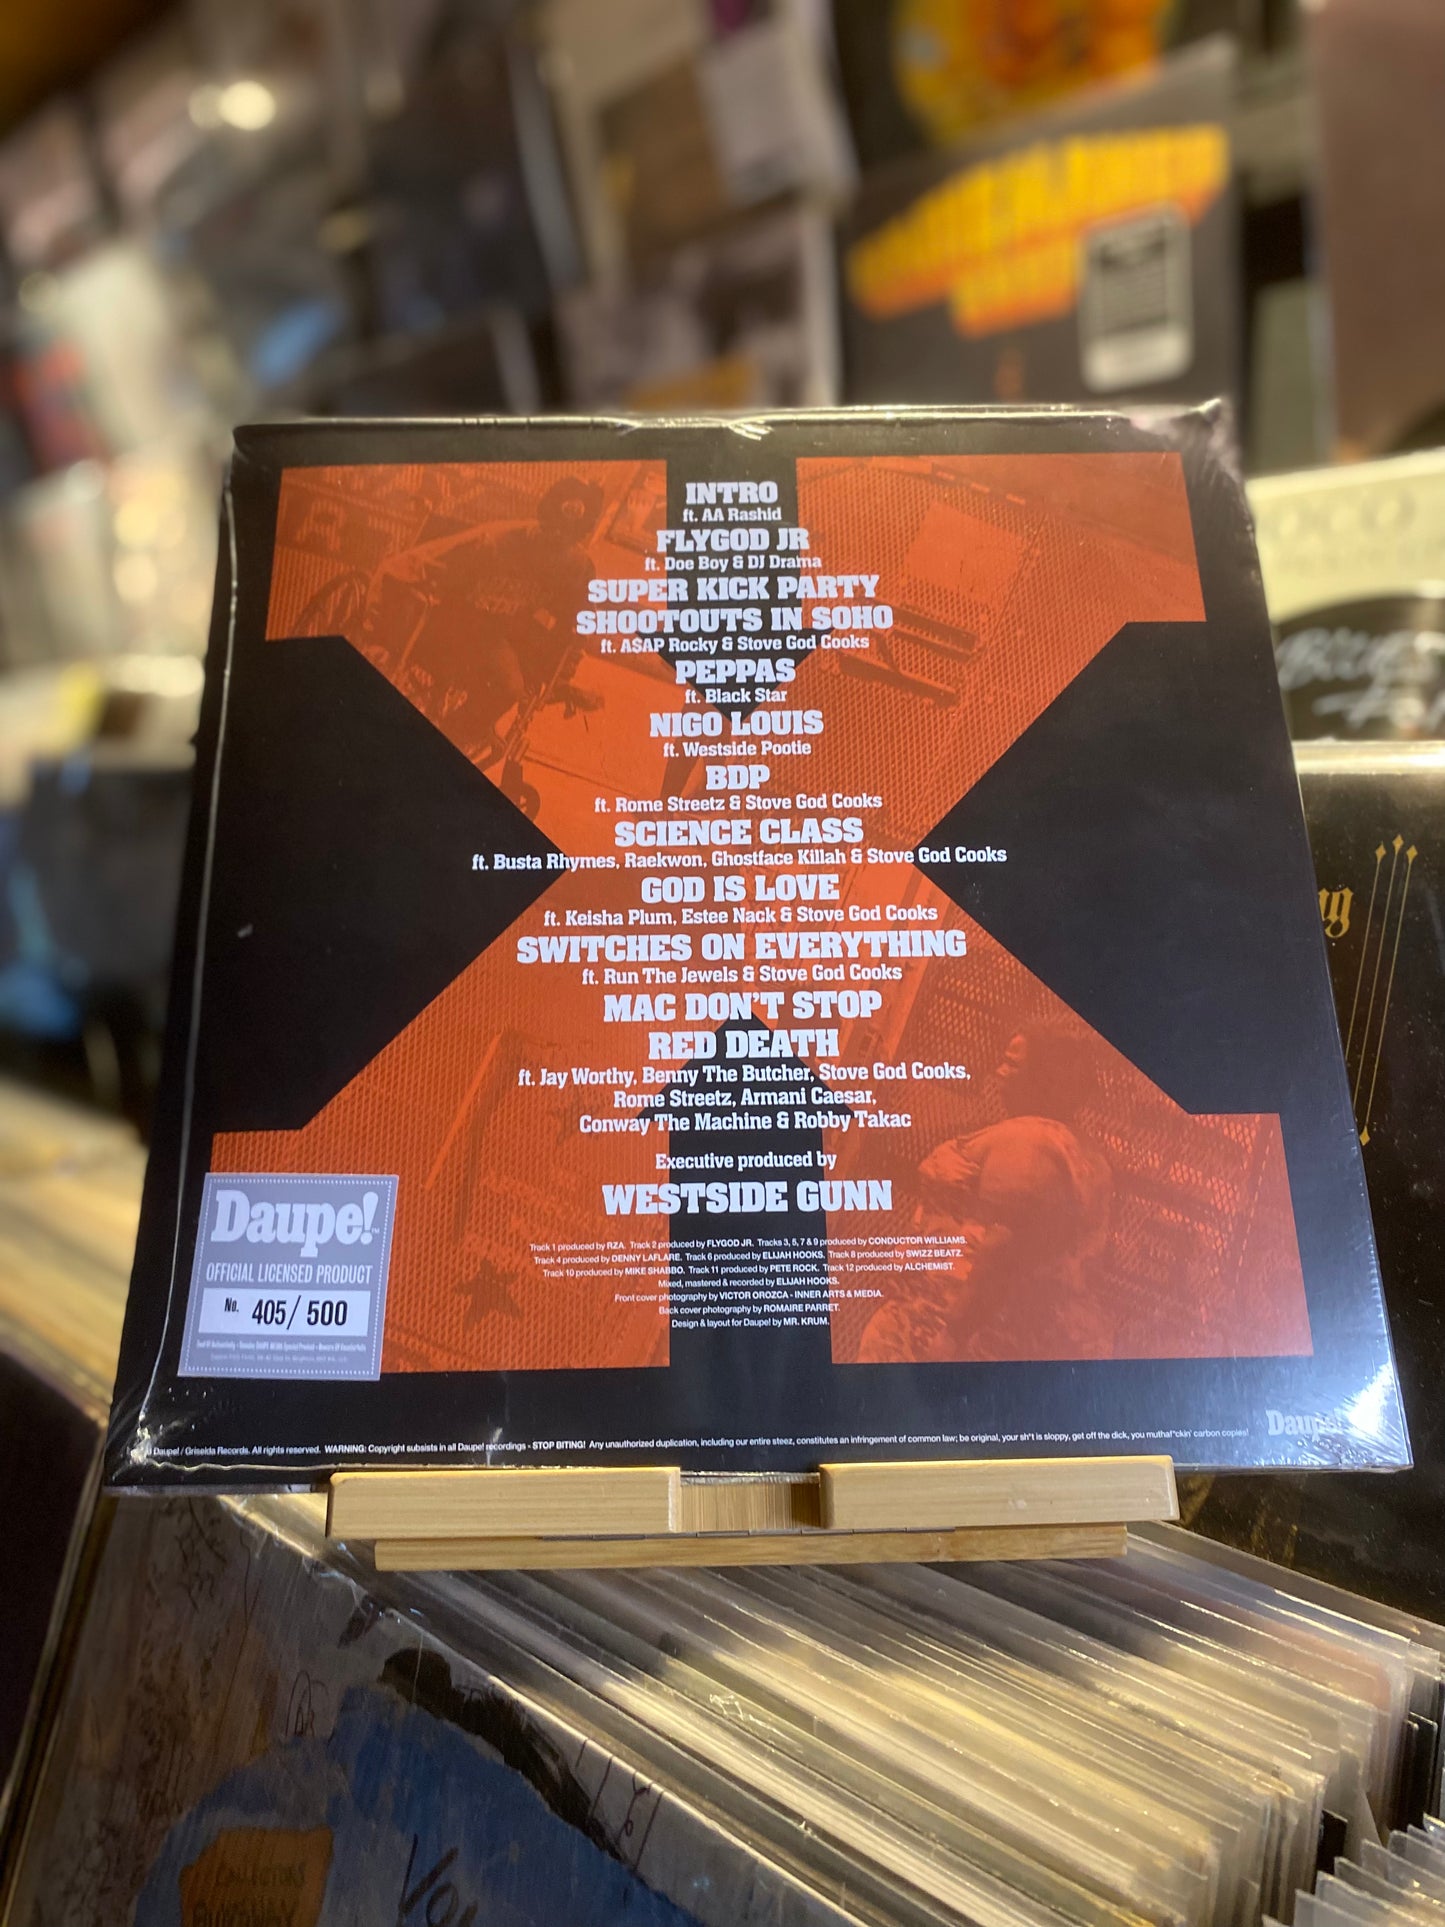 INTRO
ft. AA Rashid
FLYGOD JR
ft. Doe Boy & DJ Drama
SUPER KICK PARTY
SHOOTOUTS IN SOHO
ft. A$AP Rocky & Stove God Cooks
PEPPAS
ft. Black Star
NIGO LOUIS
ft. Westside Pootie
BDP
ft. Rome Streetz & Stove God Cooks
SCIENCE CLASS
ft. Busta Rhymes, Raekwon, Ghostface Killah & Stove God Cooks
GOD IS LOVE
ft. Keisha Plum, Estee Nack & Stove God Cooks
SWITCHES ON EVERYTHING
ft. Run The Jewels & Stove God Cooks
MAC DON'T STOP
RED DEATH
ft. Jay Worthy, Benny The Butcher, Stove God Cooks,
Rome Streetz, Armani Caesar,
Conway The Machine & Robby Takac
Executive produced by
WESTSIDE GUNN
Track 1 produced by RZA. Track 2 produced by FLYGOD JR. Tracks 3, 5, 7 & 9 produced by CONDUCTOR WILLIAMS.
Track 4 produced by DENNY LAFLARE. Track 6 produced by ELIJAH HOOKS. Track 8 produced by SWIZZ BEATZ.
Track 10 produced by MIKE SHABBO. Track 11 produced by PETE ROCK. Track 12 produced by ALCHEMIST.
Mixed, mastered & recorded by ELIJAH HOOKS.
Front cover photography by VICTOR OROZCA - INNER ARTS & MEDIA.
Back cover photography by ROMAIRE PARRET.
Design & layout for Daupe! by MR. KRUM.
Daupe!
OFFICIAL LICENSED PRODUCT
No. 405/ 500
Daupe! / Griselda Records. All rights reserved. WARNING: Copyright subsists in all Daupe! recordings - STOP BITING! Any unauthorized duplication, including our entire steez, constitutes an infringement of common law; be original, your sh*t is sloppy, get off the dick, you muthaf*ckin' carbon copies!
Daupe!
COLLECTORS